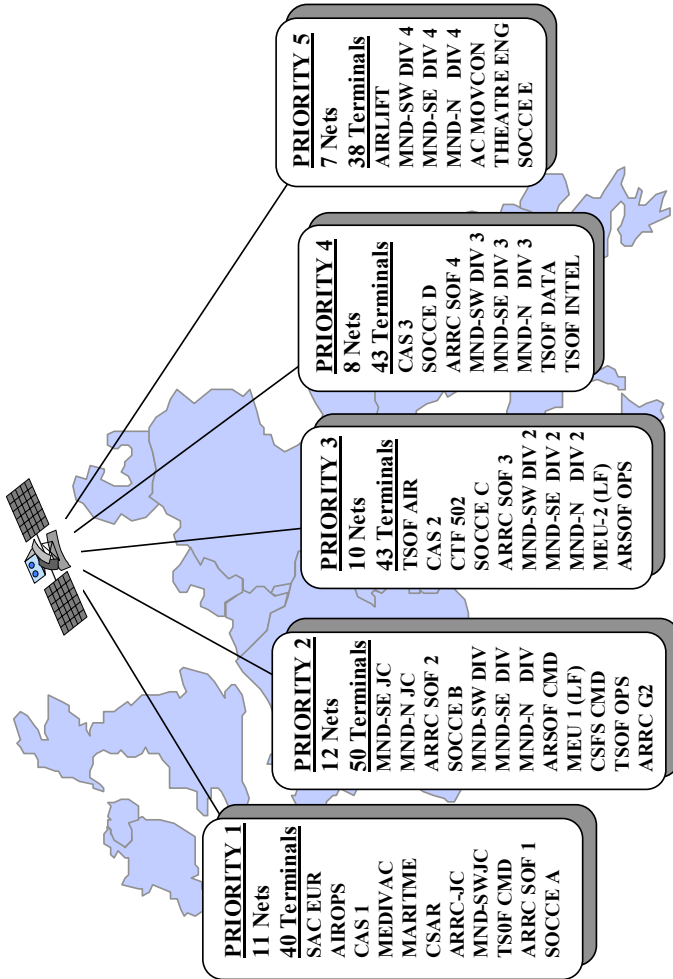 PRIORITY 1
11 Nets
40 Terminals
SAC EUR
AIROPS
CAS 1
MEDIVAC
MARITME
CSAR
ARRC-JC
MND-SWJC
TS0F CMD
ARRC SOF 1
SOCCE A
PRIORITY 2
12 Nets
50 Terminals
MND-SE JC
MND-N JC
ARRC SOF 2
SOCCE B
MND-SW DIV
MND-SE DIV
MND-N DIV
ARSOF CMD
MEU 1 (LF)
CSFS CMD
TSOF OPS
ARRC G2
PRIORITY 3
10 Nets
43 Terminals
TSOF AIR
CAS 2
CTF 502
SOCCE C
ARRC SOF 3
MND-SW DIV 2
MND-SE DIV 2
MND-N DIV 2
MEU-2 (LF)
ARSOF OPS
PRIORITY 4
8 Nets
43 Terminals
CAS 3
SOCCE D
ARRC SOF 4
MND-SW DIV 3
MND-SE DIV 3
MND-N DIV 3
TSOF DATA
TSOF INTEL
PRIORITY 5
7 Nets
38 Terminals
AIRLIFT
MND-SW DIV 4
MND-SE DIV 4
MND-N DIV 4
AC MOVCON
THEATRE ENG
SOCCE E